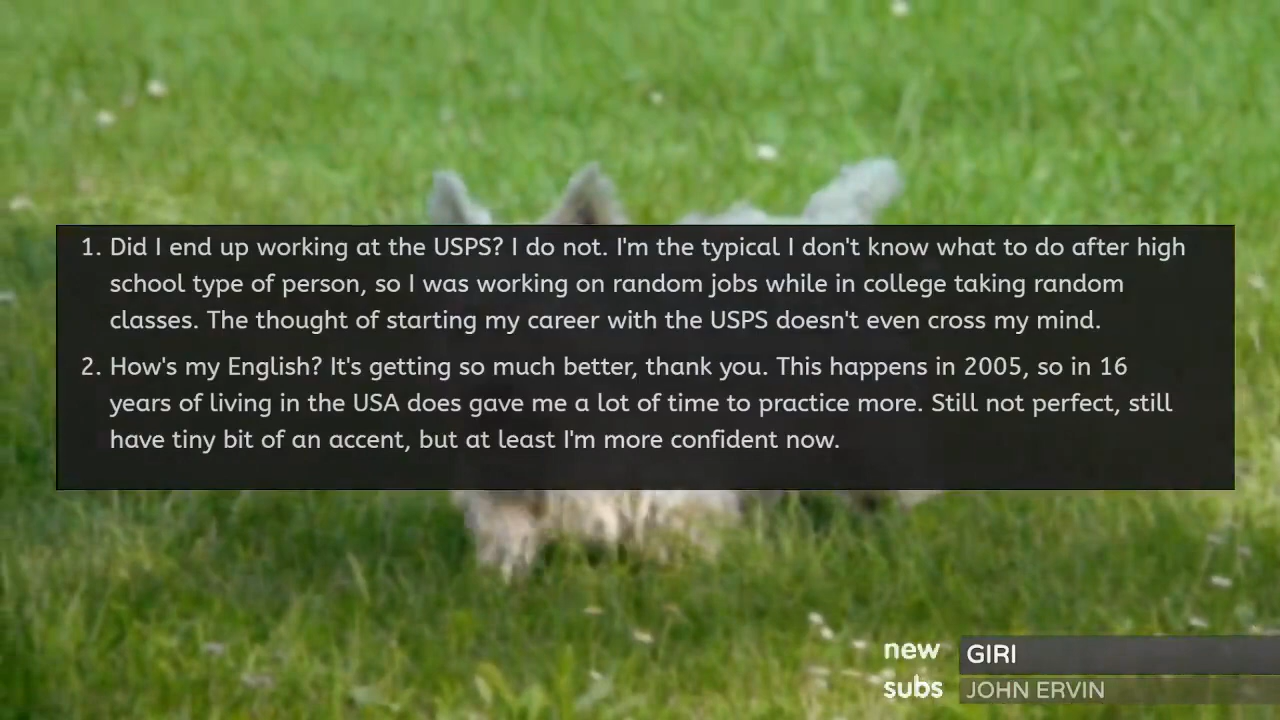 1. Did I end up working at the USPS? I do not. I'm the typical I don't know what to do after high
school type of person, so I was working on random jobs while in college taking random
classes. The thought of starting my career with the USPS doesn't even cross my mind.
2. How's my English? It's getting so much better, thank you. This happens in 2005, so in 16
years of living in the USA does gave me a lot of time to practice more. Still not perfect, still
have tiny bit of an accent, but at least I'm more confident now.
new GIRI
subs JOHN ERVIN